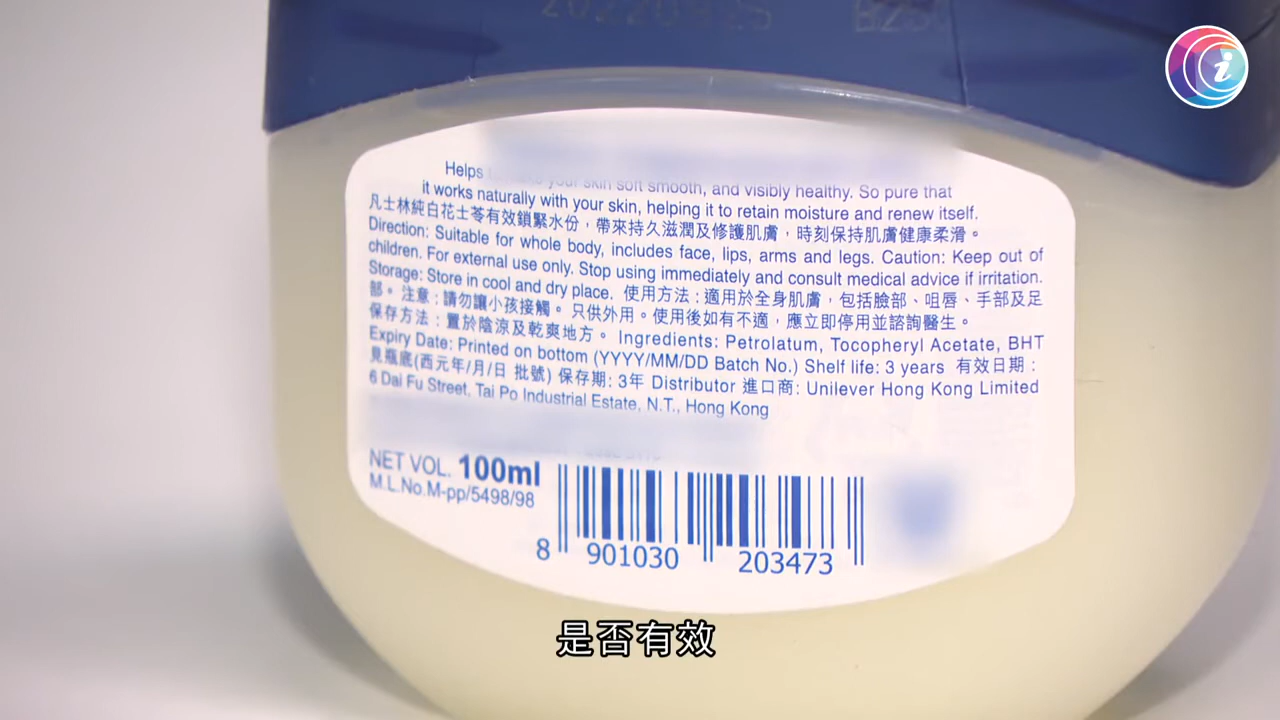 i
Helps your skin soft smooth, and visibly healthy. So pure that
it works naturally with your skin, helping it to retain moisture and renew itself.
凡士林純白花士苓有效鎖緊水份，帶來持久滋潤及修護肌膚，時刻保持肌膚健康柔滑。
Direction: Suitable for whole body, includes face, lips, arms and legs. Caution: Keep out of
children. For external use only. Stop using immediately and consult medical advice if irritation.
Storage: Store in cool and dry place. 使用方法：適用於全身肌膚，包括臉部、咀唇、手部及足
部。注意：請勿讓小孩接觸。只供外用。使用後如有不適，應立即停用並諮詢醫生。
保存方法：置於陰涼及乾爽地方。Ingredients: Petrolatum, Tocopheryl Acetate, BHT
Expiry Date: Printed on bottom (YYYY/MM/DD Batch No.) Shelf life: 3 years 有效日期：
見瓶底(西元年/月/日 批號) 保存期: 3年 Distributor 進口商: Unilever Hong Kong Limited
6 Dai Fu Street, Tai Po Industrial Estate, N.T., Hong Kong
NET VOL. 100ml
M.L.No.M-pp/5498/98
8 901030 203473
是否有效